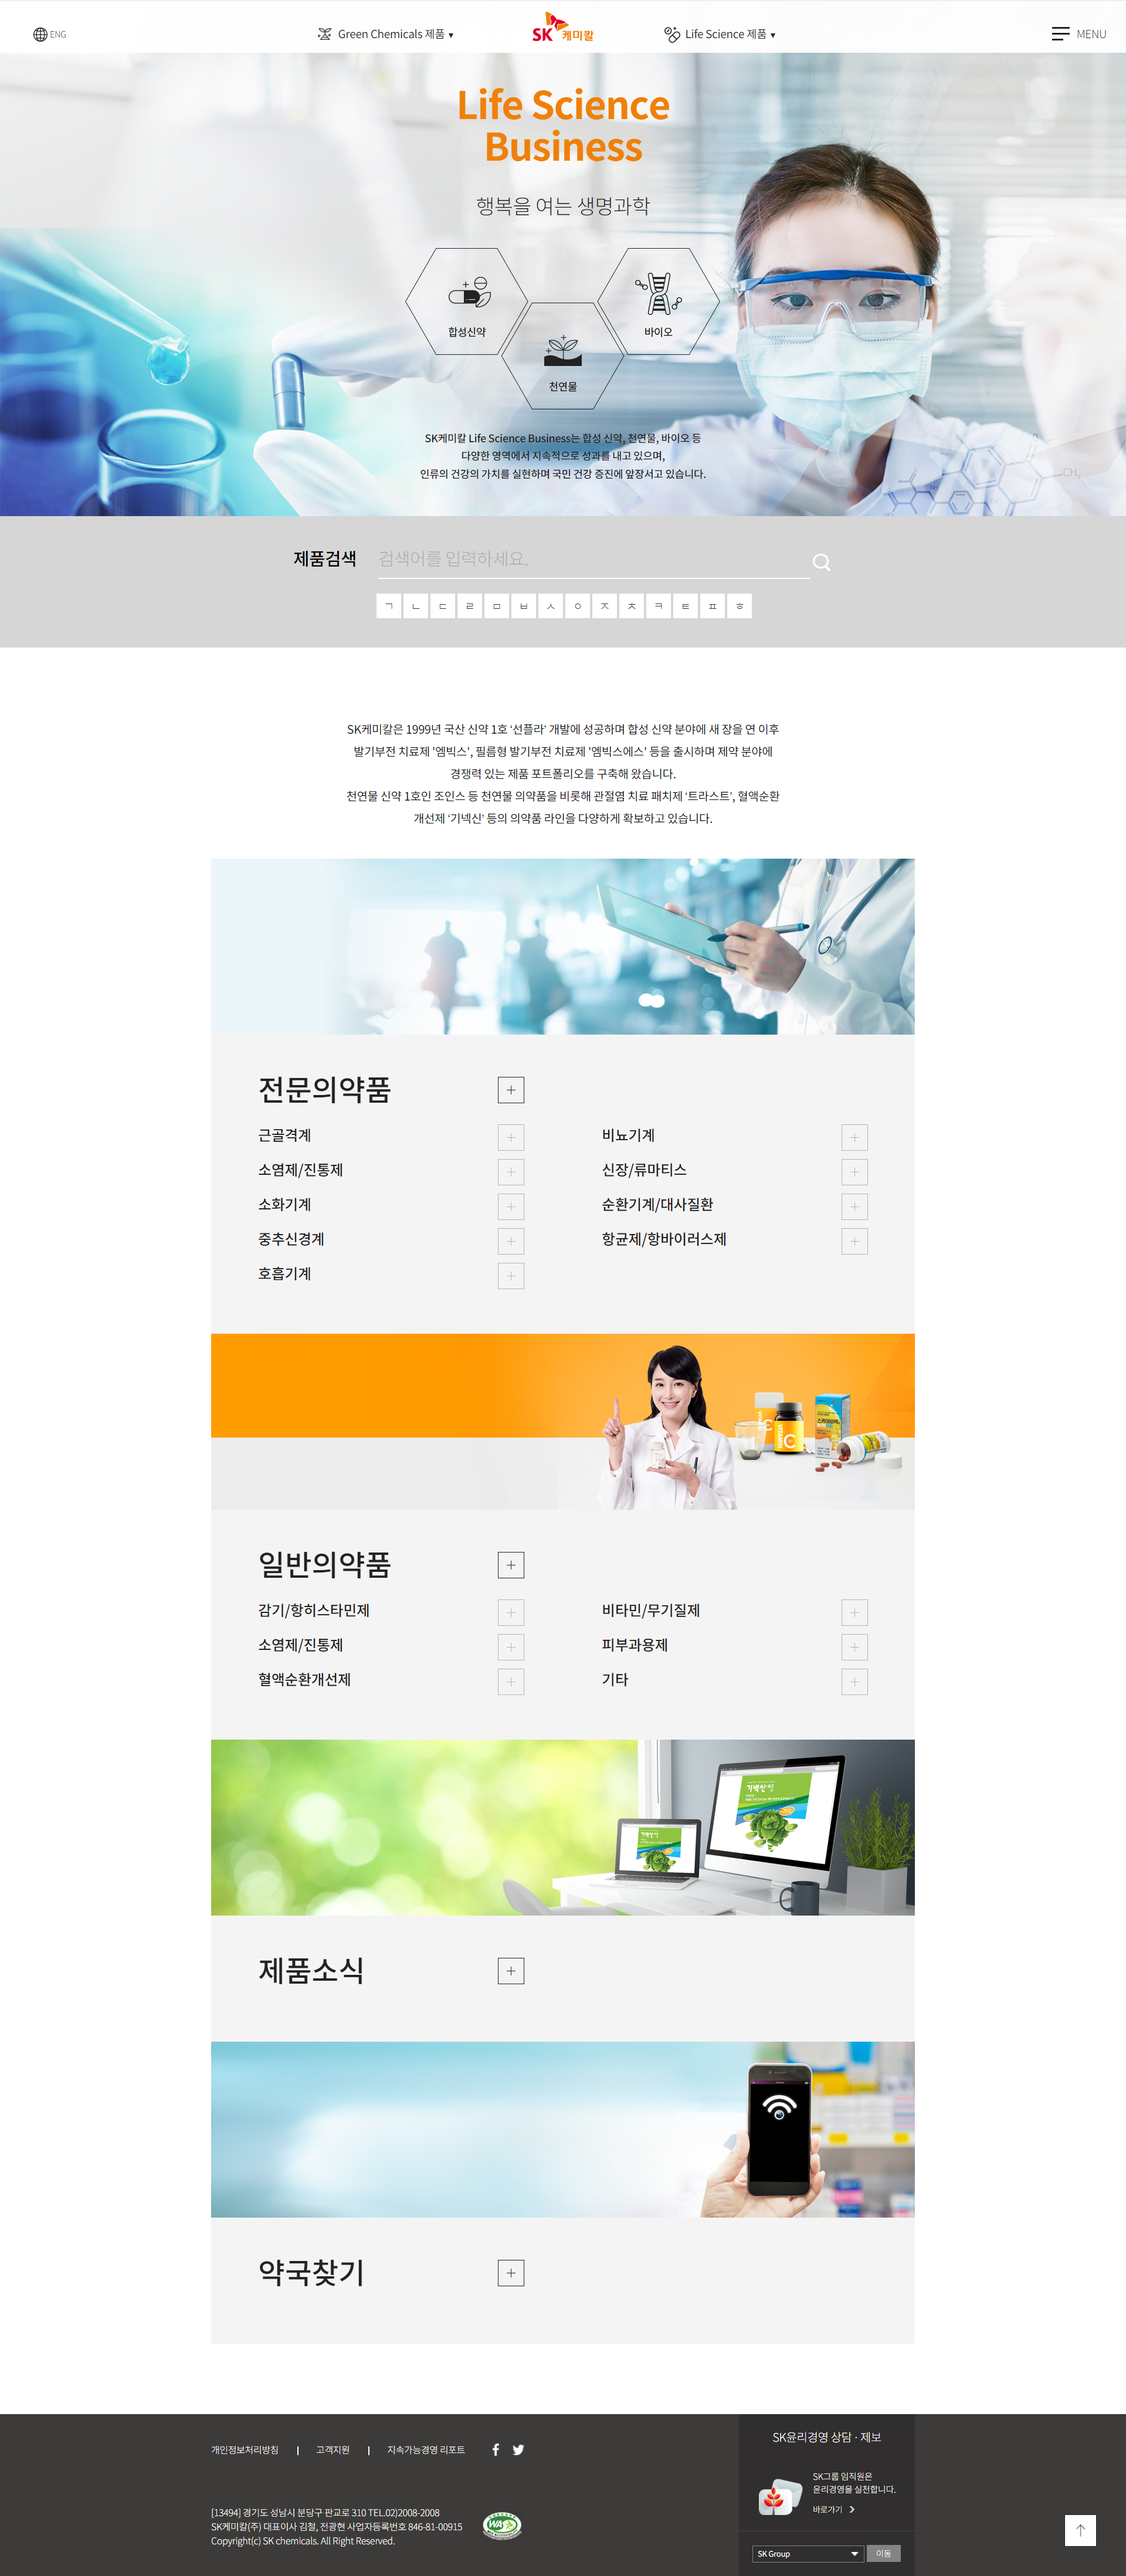 ENG
Green Chemicals 제품 ▼
SK 케미칼
Life Science 제품 ▼
MENU
Life Science
Business
행복을 여는 생명과학
합성신약
바이오
천연물
SK케미칼 Life Science Business는 합성 신약, 천연물, 바이오 등
다양한 영역에서 지속적으로 성과를 내고 있으며,
인류의 건강의 가치를 실현하며 국민 건강 증진에 앞장서고 있습니다.
CH₃
제품검색
검색어를 입력하세요.
ㄱ ㄴ ㄷ ㄹ ㅁ ㅂ ㅅ ㅇ ㅈ ㅊ ㅋ ㅌ ㅍ ㅎ
SK케미칼은 1999년 국산 신약 1호 ‘선플라’ 개발에 성공하며 합성 신약 분야에 새 장을 연 이후
발기부전 치료제 '엠빅스', 필름형 발기부전 치료제 '엠빅스에스' 등을 출시하며 제약 분야에
경쟁력 있는 제품 포트폴리오를 구축해 왔습니다.
천연물 신약 1호인 조인스 등 천연물 의약품을 비롯해 관절염 치료 패치제 ‘트라스트’, 혈액순환
개선제 ‘기넥신’ 등의 의약품 라인을 다양하게 확보하고 있습니다.
전문의약품
근골격계
비뇨기계
소염제/진통제
신장/류마티스
소화기계
순환기계/대사질환
중추신경계
항균제/항바이러스제
호흡기계
일반의약품
감기/항히스타민제
비타민/무기질제
소염제/진통제
피부과용제
혈액순환개선제
기타
제품소식
약국찾기
개인정보처리방침
고객지원
지속가능경영 리포트
[13494] 경기도 성남시 분당구 판교로 310 TEL.02)2008-2008
SK케미칼(주) 대표이사 김철, 전광현 사업자등록번호 846-81-00915
Copyright(c) SK chemicals. All Right Reserved.
WA
SK윤리경영 상담 · 제보
SK그룹 임직원은
윤리경영을 실천합니다.
바로가기
SK Group
이동